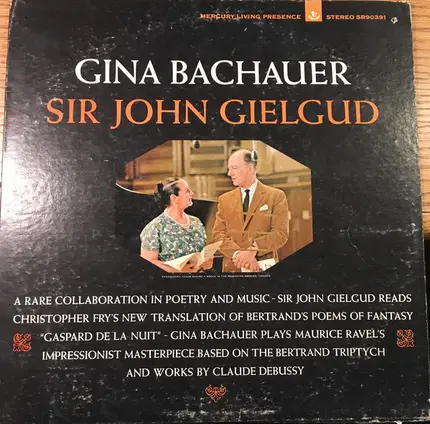 MERCURY LIVING PRESENCE STEREO SR90391
GINA BACHAUER
SIR JOHN GIELGUD
A RARE COLLABORATION IN POETRY AND MUSIC - SIR JOHN GIELGUD READS
CHRISTOPHER FRY'S NEW TRANSLATION OF BERTRAND'S POEMS OF FANTASY
"GASPARD DE LA NUIT" - GINA BACHAUER PLAYS MAURICE RAVEL'S
IMPRESSIONIST MASTERPIECE BASED ON THE BERTRAND TRIPTYCH
AND WORKS BY CLAUDE DEBUSSY